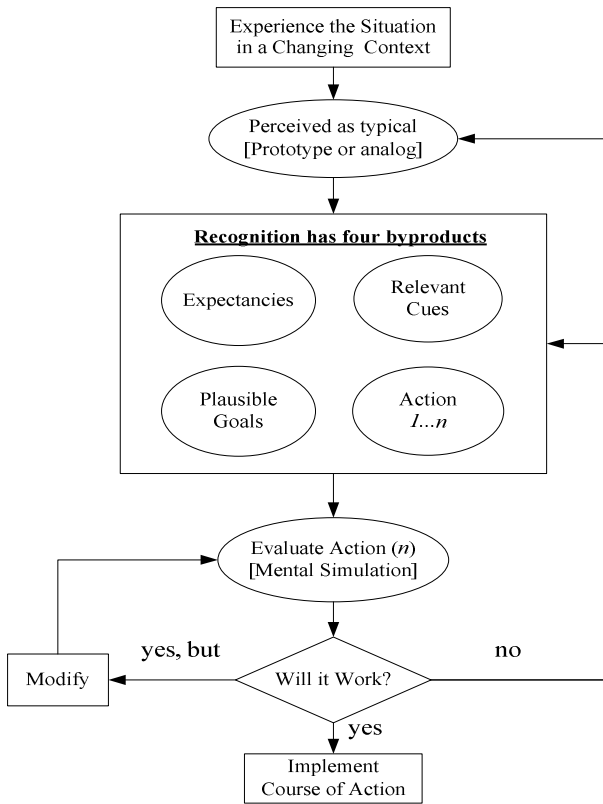 Experience the Situation
in a Changing Context
Perceived as typical
[Prototype or analog]
Recognition has four byproducts
Expectancies
Relevant
Cues
Plausible
Goals
Action
1...n
Evaluate Action (n)
[Mental Simulation]
yes, but
no
Modify
Will it Work?
yes
Implement
Course of Action